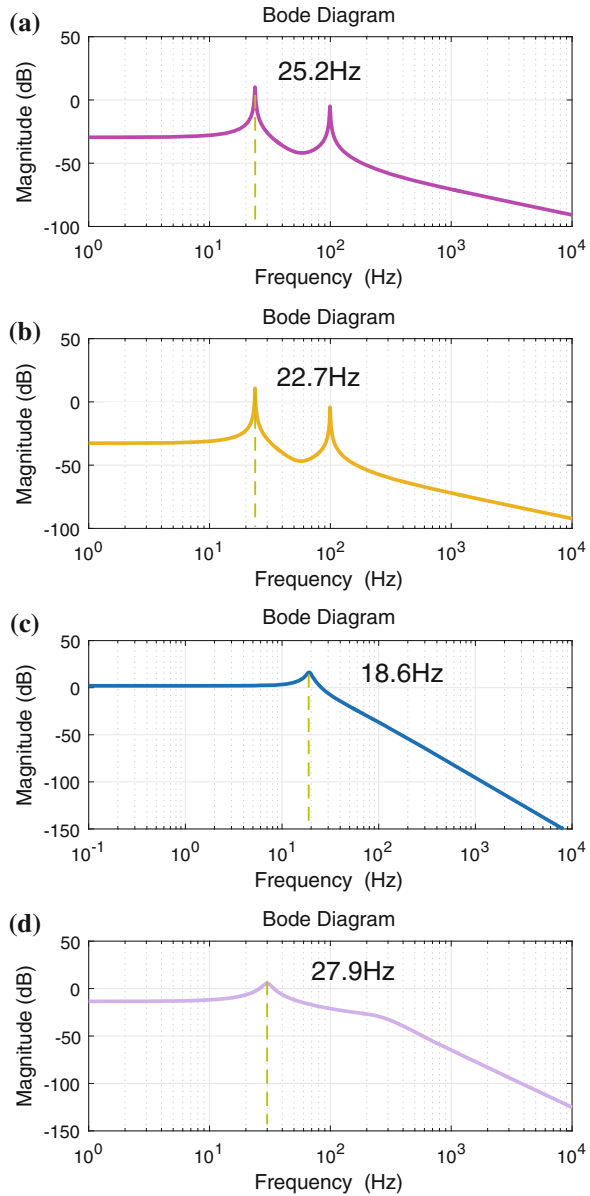 (a)
Bode Diagram
50
0
-50
-100
Magnitude (dB)
25.2Hz
10^0 10^1 10^2 10^3 10^4
Frequency (Hz)
(b)
Bode Diagram
50
0
-50
-100
Magnitude (dB)
22.7Hz
10^0 10^1 10^2 10^3 10^4
Frequency (Hz)
(c)
Bode Diagram
50
0
-50
-100
-150
Magnitude (dB)
18.6Hz
10^-1 10^0 10^1 10^2 10^3 10^4
Frequency (Hz)
(d)
Bode Diagram
50
0
-50
-100
-150
Magnitude (dB)
27.9Hz
10^0 10^1 10^2 10^3 10^4
Frequency (Hz)